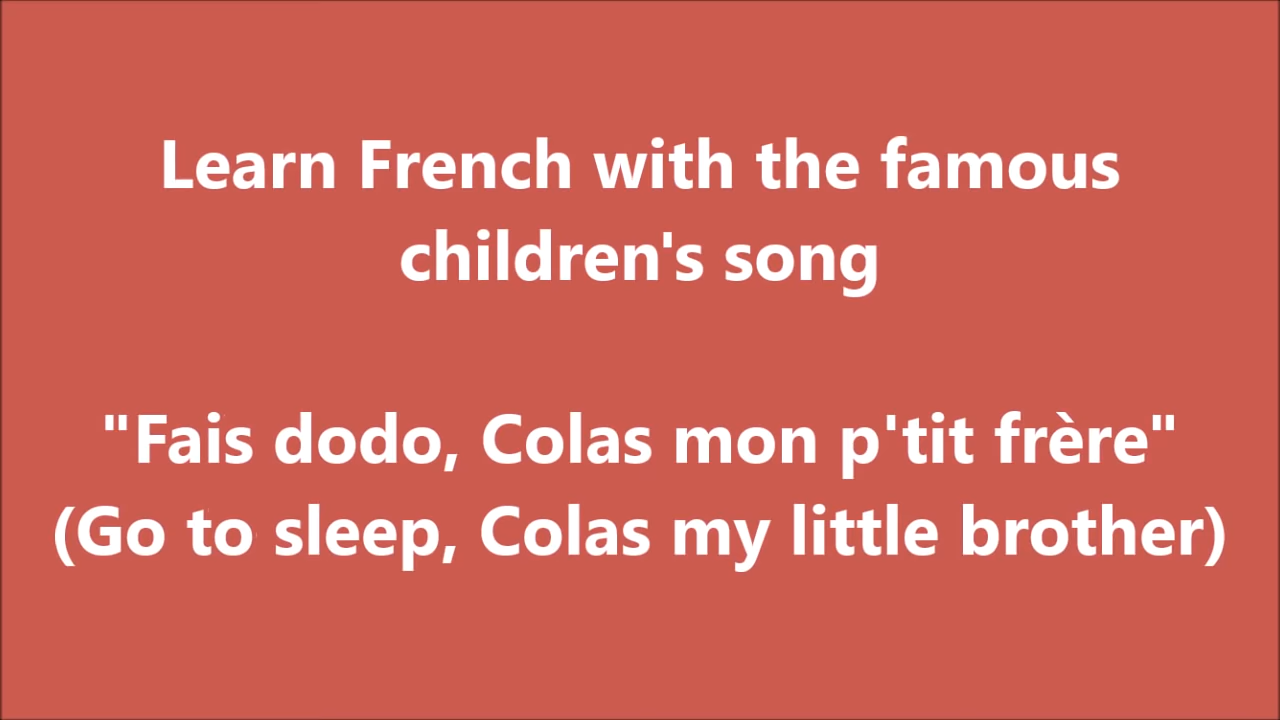 Learn French with the famous
children's song
"Fais dodo, Colas mon p'tit frère"
(Go to sleep, Colas my little brother)